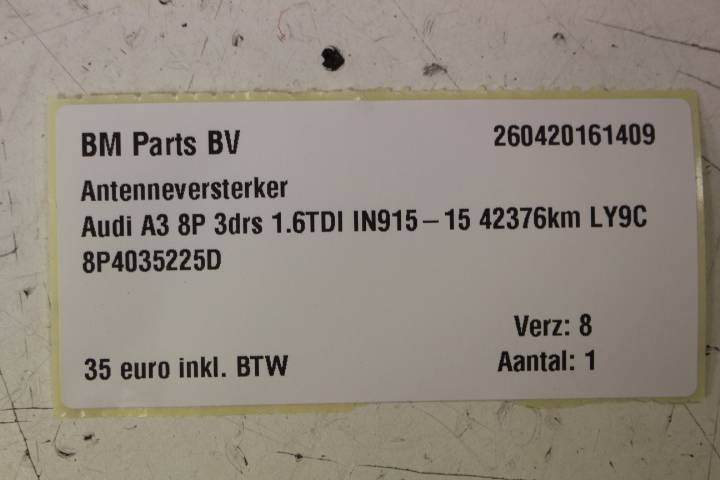 BM Parts BV 260420161409
Antenneversterker
Audi A3 8P 3drs 1.6TDI IN915-15 42376km LY9C
8P4035225D
Verz: 8
35 euro inkl. BTW Aantal: 1